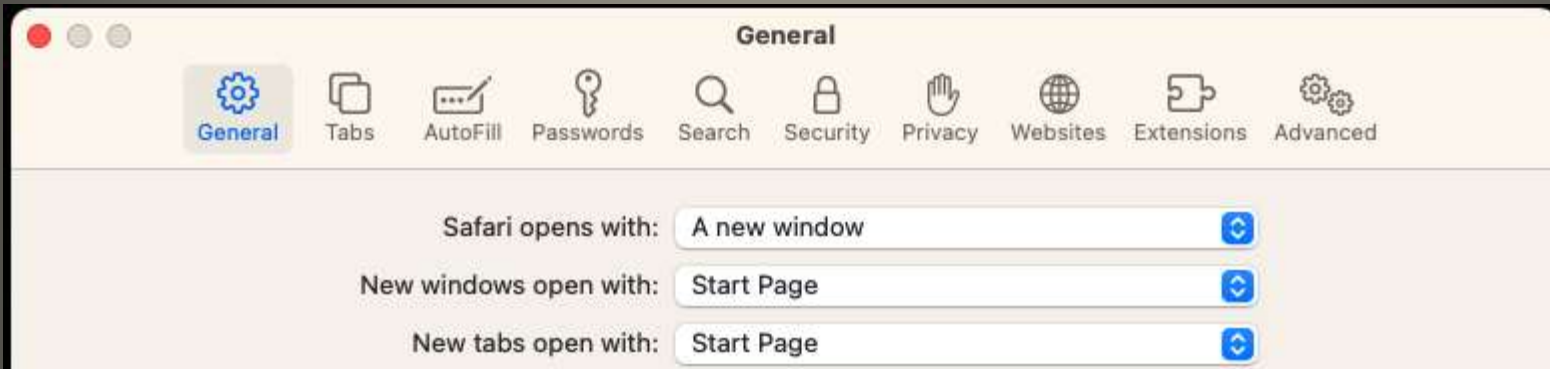 General
General Tabs AutoFill Passwords Search Security Privacy Websites Extensions Advanced
Safari opens with: A new window
New windows open with: Start Page
New tabs open with: Start Page